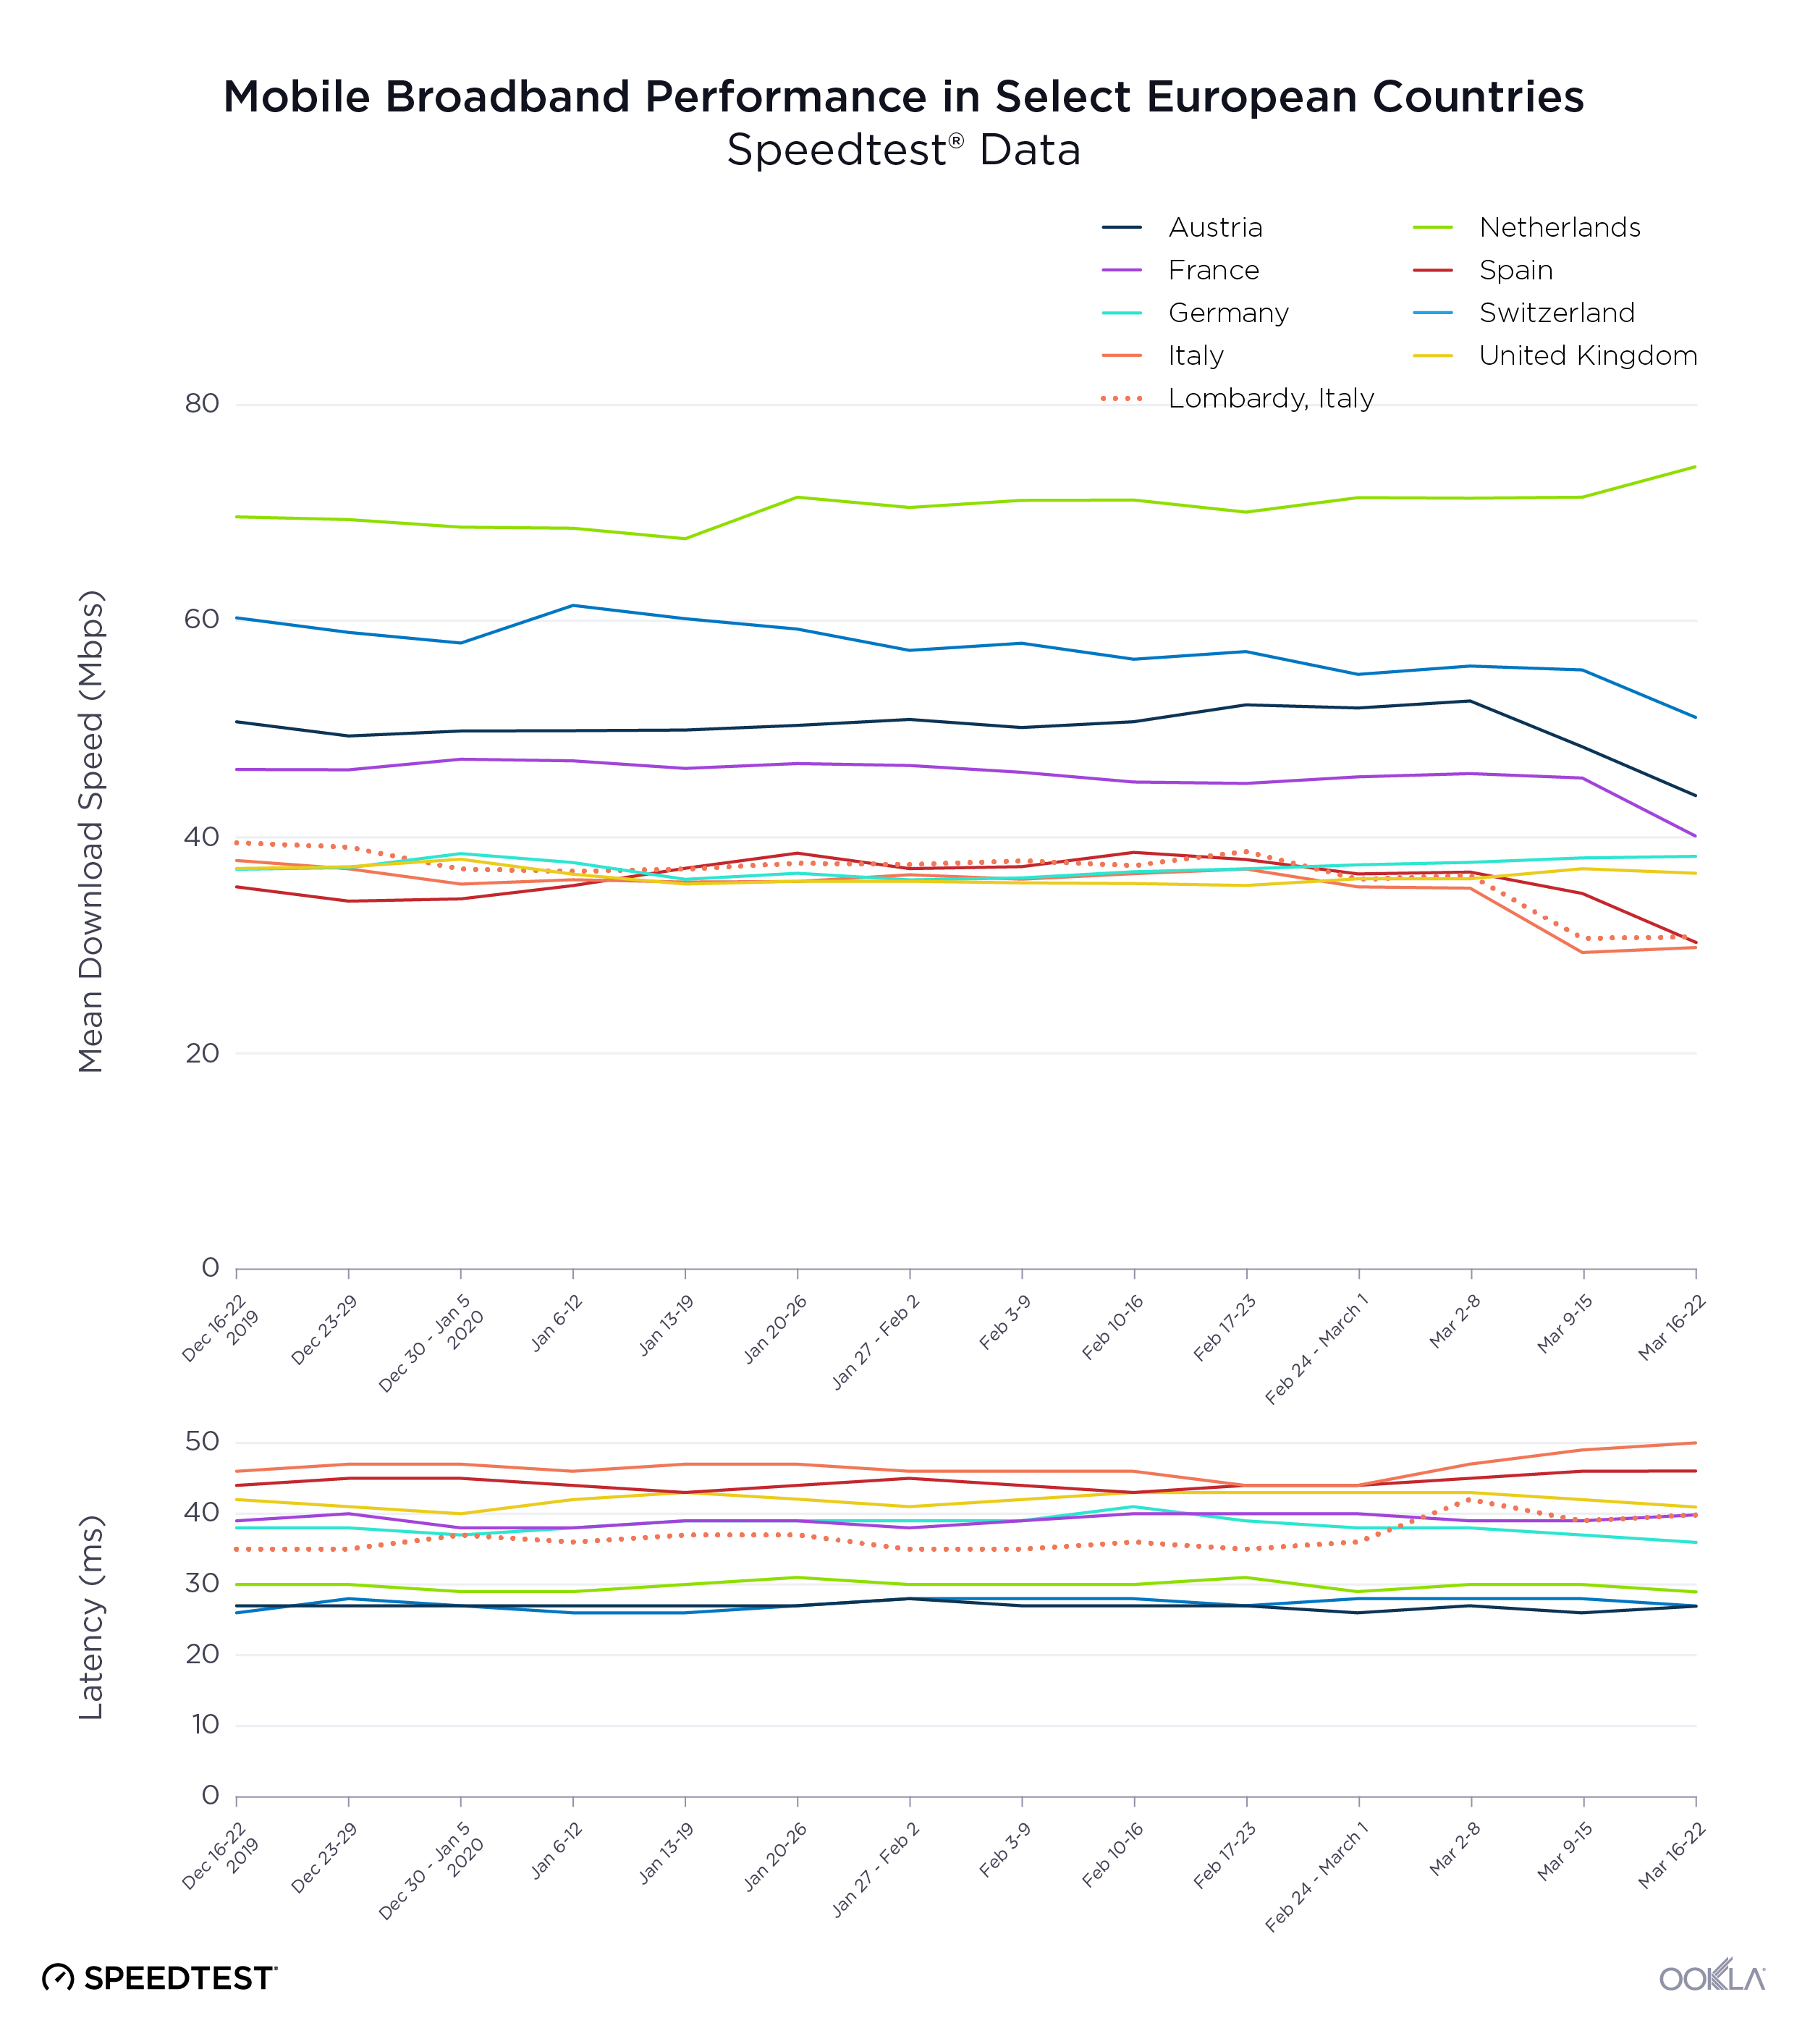 Mobile Broadband Performance in Select European Countries
Speedtest® Data
Austria
France
Germany
Italy
Lombardy, Italy
Netherlands
Spain
Switzerland
United Kingdom
Mean Download Speed (Mbps)
80
60
40
20
0
Dec 16-22
2019
Dec 23-29
Dec 30 - Jan 5
2020
Jan 6-12
Jan 13-19
Jan 20-26
Jan 27 - Feb 2
Feb 3-9
Feb 10-16
Feb 17-23
Feb 24 - March 1
Mar 2-8
Mar 9-15
Mar 16-22
Latency (ms)
50
40
30
20
10
0
Dec 16-22
2019
Dec 23-29
Dec 30 - Jan 5
2020
Jan 6-12
Jan 13-19
Jan 20-26
Jan 27 - Feb 2
Feb 3-9
Feb 10-16
Feb 17-23
Feb 24 - March 1
Mar 2-8
Mar 9-15
Mar 16-22
SPEEDTEST®
OOKLA®